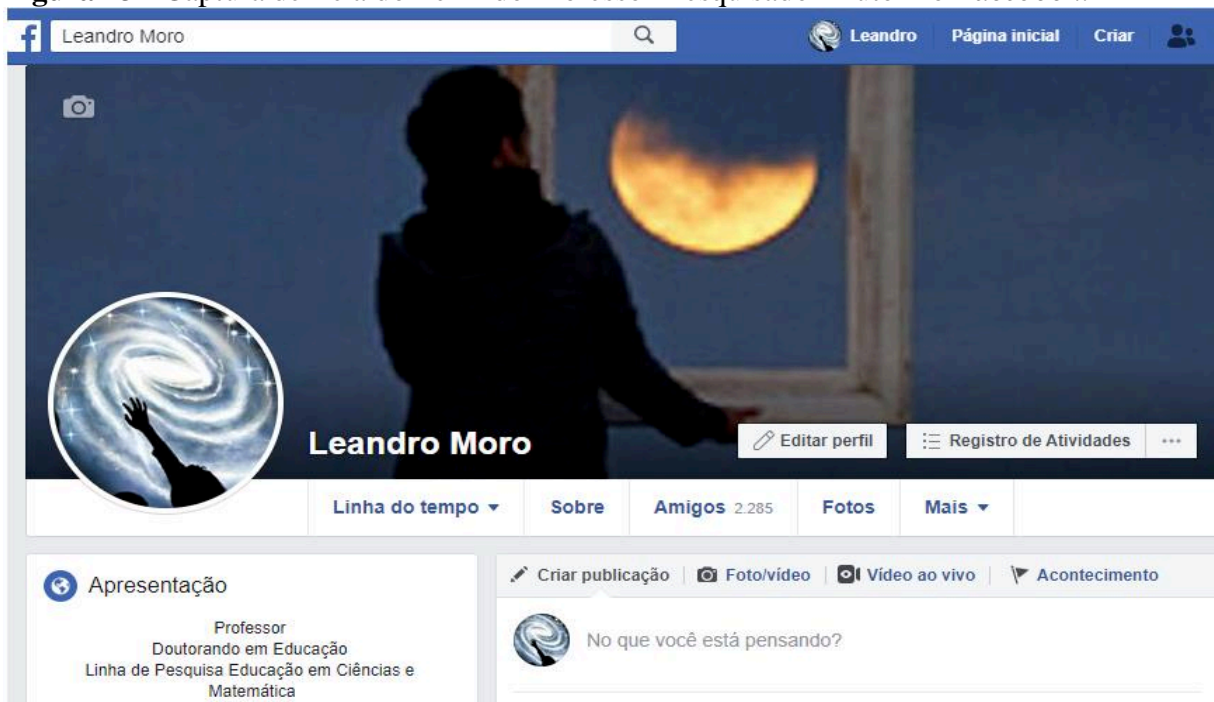 f Leandro Moro Leandro Página inicial Criar
Leandro Moro Editar perfil Registro de Atividades
Linha do tempo Sobre Amigos 2.285 Fotos Mais
Apresentação
Professor
Doutorando em Educação
Linha de Pesquisa Educação em Ciências e
Matemática
Criar publicação Foto/vídeo Vídeo ao vivo Acontecimento
No que você está pensando?